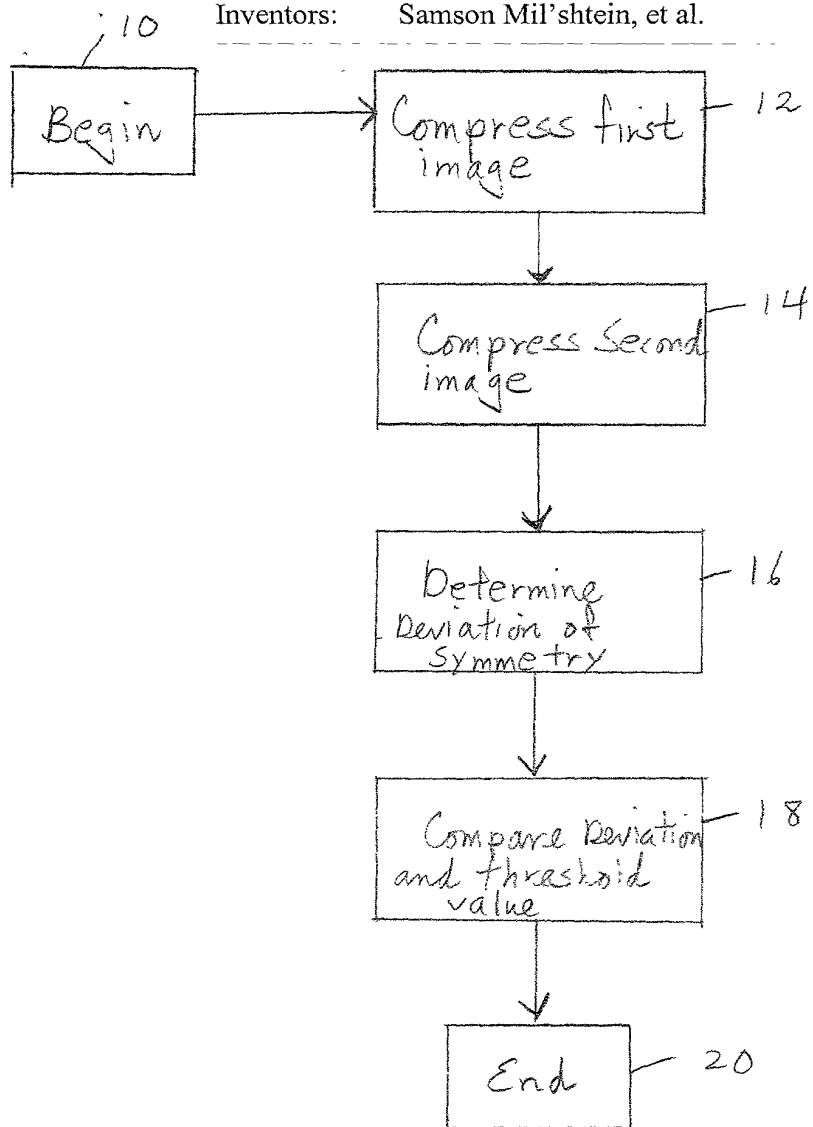 Inventors: Samson Mil'shtein, et al.
10
Begin
Compress first
image
12
Compress Second
image
14
Determine
Deviation of
Symmetry
16
Compare Deviation
and threshold
value
18
End
20